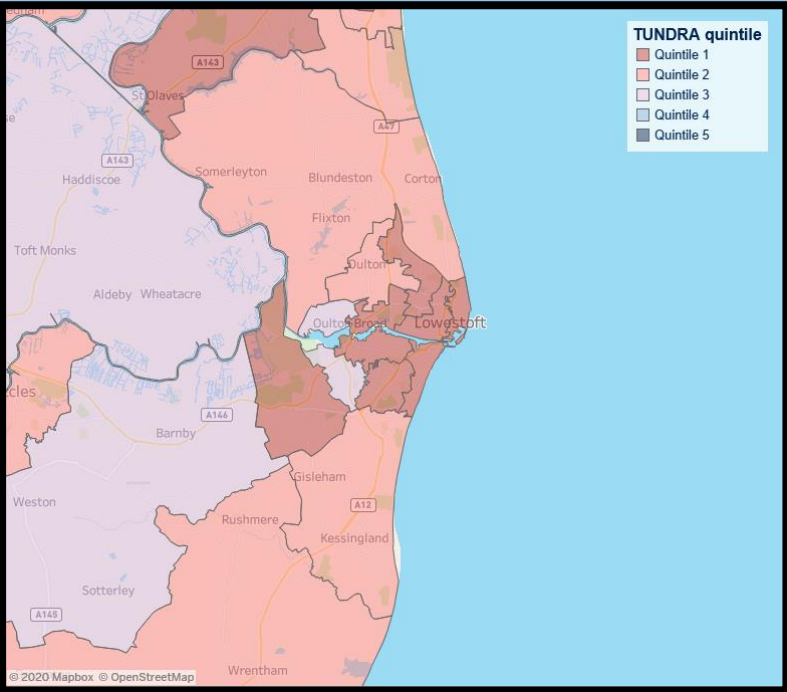 TUNDRA quintile
Quintile 1
Quintile 2
Quintile 3
Quintile 4
Quintile 5
A143
St Olaves
A47
A143
Haddiscoe
Somerleyton
Blundeston
Corton
Flixton
Toft Monks
Oulton
Aldeby
Wheatacre
Oulton Broad
Lowestoft
ccles
A146
Barnby
Gisleham
Weston
Rushmere
A12
Kessingland
Sotterley
A145
Wrentham
© 2020 Mapbox © OpenStreetMap